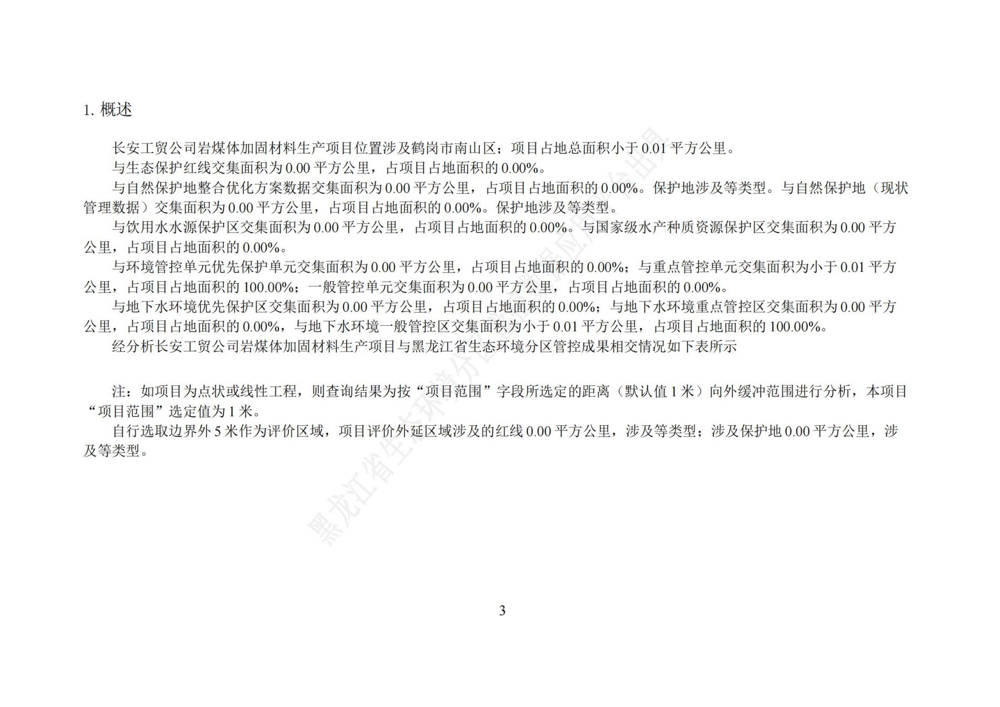 1. 概述
长安工贸公司岩煤体加固材料生产项目位置涉及鹤岗市南山区；项目占地总面积小于 0.01 平方公里。
与生态保护红线交集面积为 0.00 平方公里，占项目占地面积的 0.00%。
与自然保护地整合优化方案数据交集面积为 0.00 平方公里，占项目占地面积的 0.00%。保护地涉及等类型。与自然保护地（现状
管理数据）交集面积为 0.00 平方公里，占项目占地面积的 0.00%。保护地涉及等类型。
与饮用水水源保护区交集面积为 0.00 平方公里，占项目占地面积的 0.00%。与国家级水产种质资源保护区交集面积为 0.00 平方
公里，占项目占地面积的 0.00%。
与环境管控单元优先保护单元交集面积为 0.00 平方公里，占项目占地面积的 0.00%；与重点管控单元交集面积为小于 0.01 平方
公里，占项目占地面积的 100.00%；一般管控单元交集面积为 0.00 平方公里，占项目占地面积的 0.00%。
与地下水环境优先保护区交集面积为 0.00 平方公里，占项目占地面积的 0.00%；与地下水环境重点管控区交集面积为 0.00 平方
公里，占项目占地面积的 0.00%，与地下水环境一般管控区交集面积为小于 0.01 平方公里，占项目占地面积的 100.00%。
经分析长安工贸公司岩煤体加固材料生产项目与黑龙江省生态环境分区管控成果相交情况如下表所示
注：如项目为点状或线性工程，则查询结果为按“项目范围”字段所选定的距离（默认值 1 米）向外缓冲范围进行分析，本项目
“项目范围”选定值为 1 米。
自行选取边界外 5 米作为评价区域，项目评价外延区域涉及的红线 0.00 平方公里，涉及等类型；涉及保护地 0.00 平方公里，涉
及等类型。
黑龙江省生态环境分区管控数据应用平台出具
3